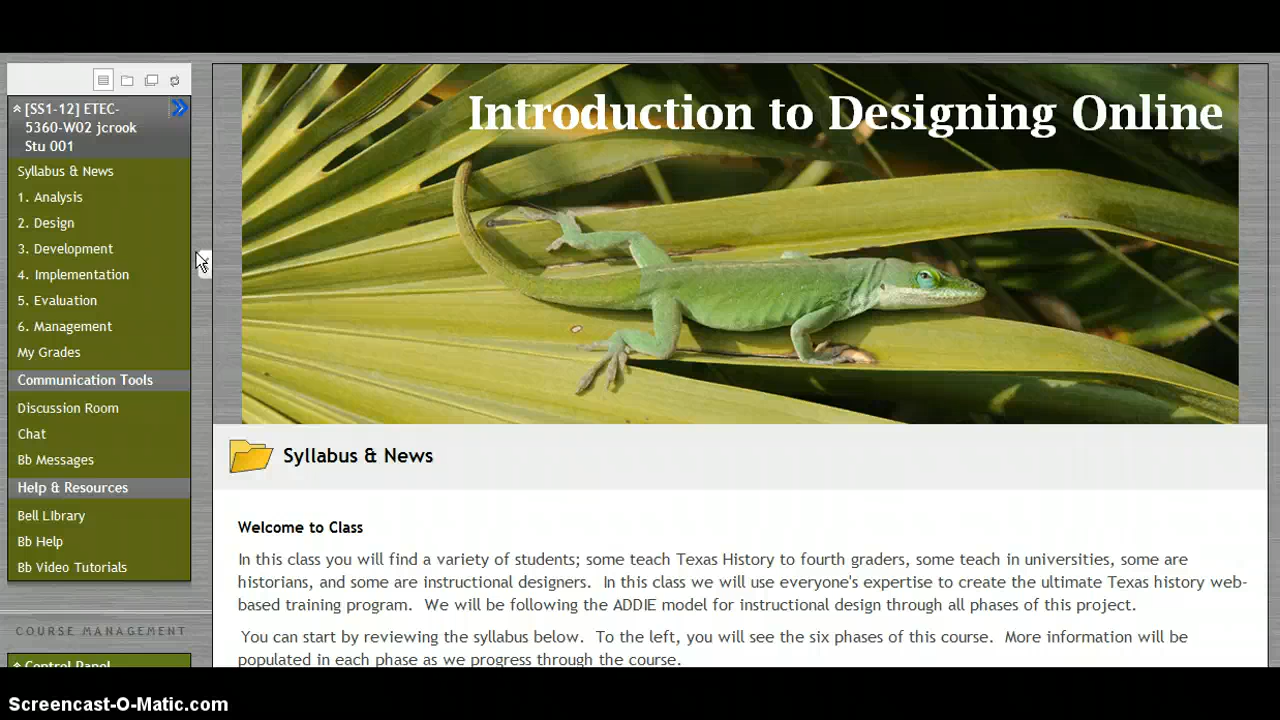 Introduction to Designing Online
[SS1-12] ETEC-
5360-W02 jcrook
Stu 001
Syllabus & News
1. Analysis
2. Design
3. Development
4. Implementation
5. Evaluation
6. Management
My Grades
Communication Tools
Discussion Room
Chat
Bb Messages
Help & Resources
Bell LIbrary
Bb Help
Bb Video Tutorials
COURSE MANAGEMENT
Control Panel
Syllabus & News
Welcome to Class
In this class you will find a variety of students; some teach Texas History to fourth graders, some teach in universities, some are
historians, and some are instructional designers.  In this class we will use everyone's expertise to create the ultimate Texas history web-
based training program.  We will be following the ADDIE model for instructional design through all phases of this project.
You can start by reviewing the syllabus below.  To the left, you will see the six phases of this course.  More information will be
populated in each phase as we progress through the course.
Screencast-O-Matic.com